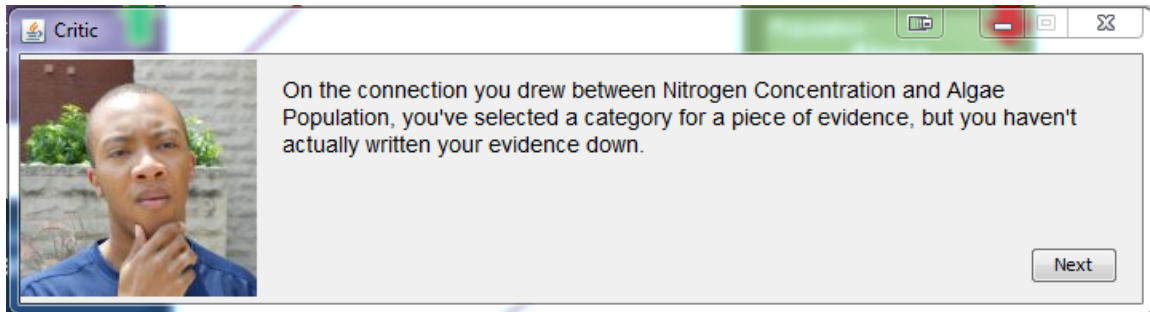 Critic
On the connection you drew between Nitrogen Concentration and Algae
Population, you've selected a category for a piece of evidence, but you haven't
actually written your evidence down.
Next